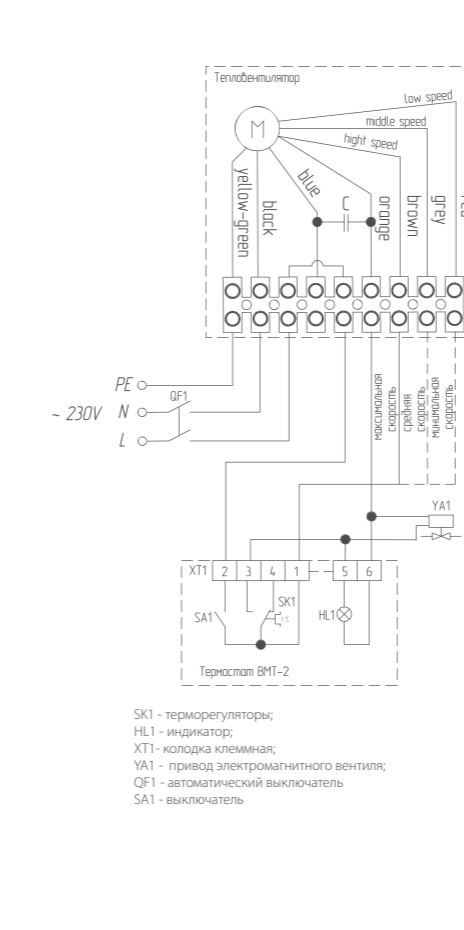 Тепловентилятор
low speed
middle speed
hight speed
M
yellow-green
black
blue
C
orange
brown
grey
PE
QF1
~ 230V N
L
максимальная
скорость
средняя
скорость
минимальная
скорость
YA1
XT1 2 3 4 1 5 6
SA1
SK1
t°C
HL1
Термостат ВМТ-2
SK1 - терморегуляторы;
HL1 - индикатор;
XT1- колодка клеммная;
YA1 - привод электромагнитного вентиля;
QF1 - автоматический выключатель
SA1 - выключатель